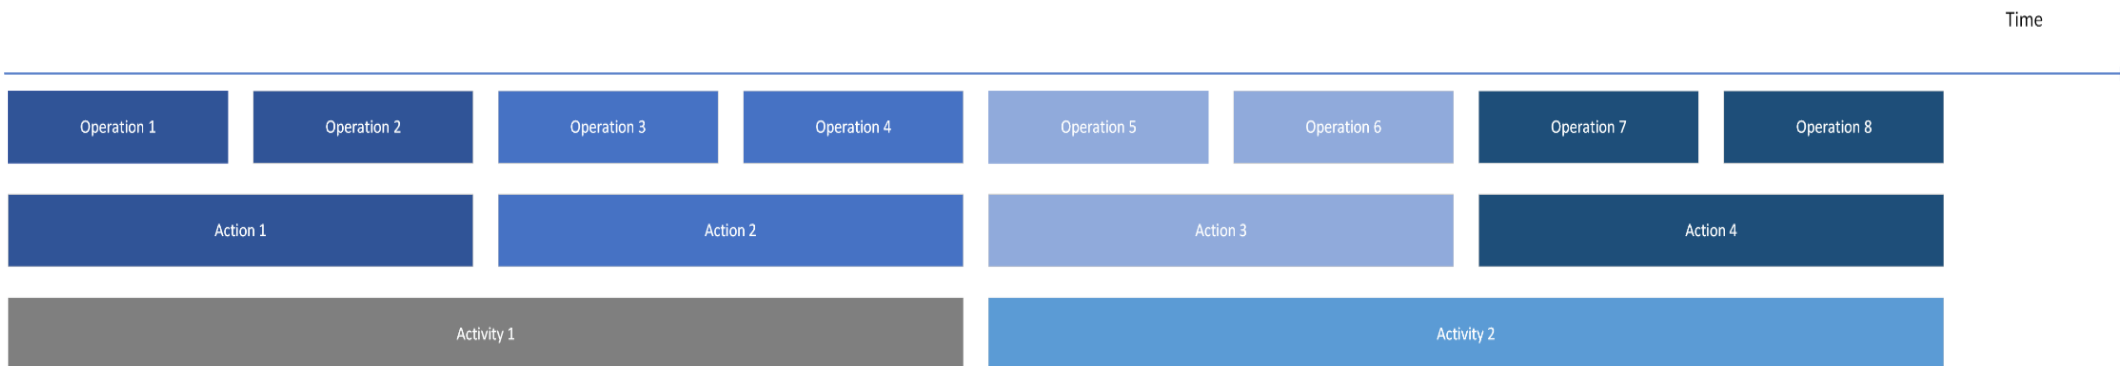 Time
Operation 1
Operation 2
Operation 3
Operation 4
Operation 5
Operation 6
Operation 7
Operation 8
Action 1
Action 2
Action 3
Action 4
Activity 1
Activity 2